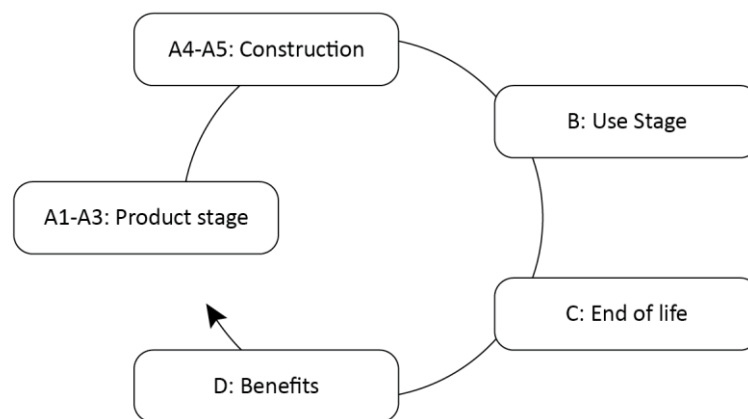 A4-A5: Construction
B: Use Stage
A1-A3: Product stage
C: End of life
D: Benefits